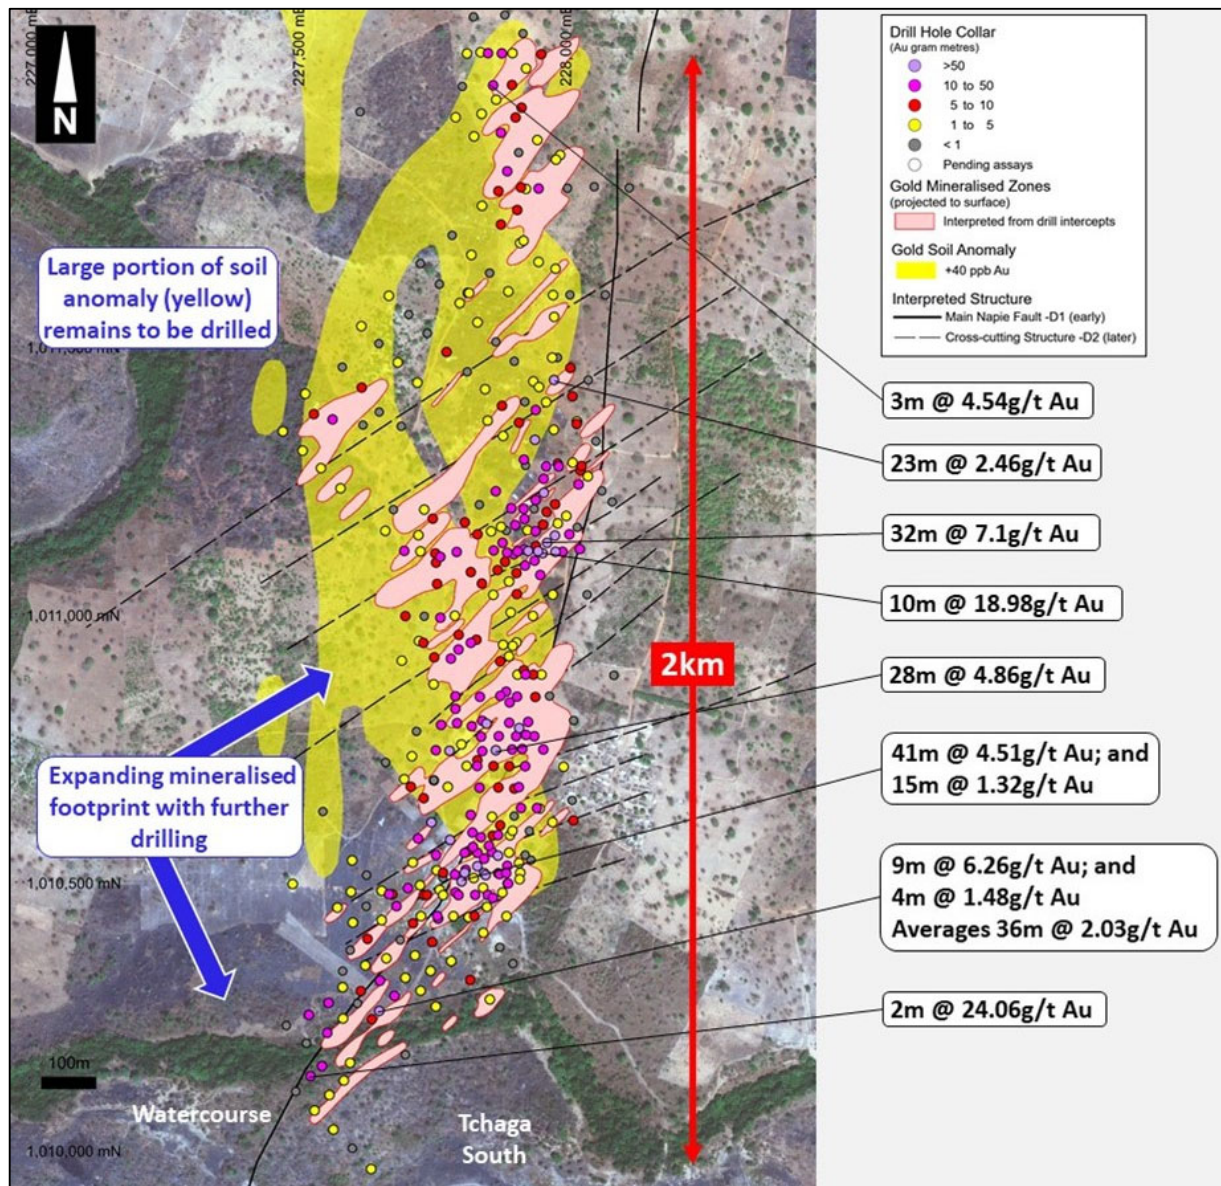 227,000 mE
227,500 mE
228,000 mE
N
Large portion of soil
anomaly (yellow)
remains to be drilled
1,011,000 mN
2km
Expanding mineralised
footprint with further
drilling
1,010,500 mN
100m
Watercourse
Tchaga
South
1,010,000 mN
Drill Hole Collar
(Au gram metres)
>50
10 to 50
5 to 10
1 to 5
< 1
Pending assays
Gold Mineralised Zones
(projected to surface)
Interpreted from drill intercepts
Gold Soil Anomaly
+40 ppb Au
Interpreted Structure
Main Napie Fault -D1 (early)
Cross-cutting Structure -D2 (later)
3m @ 4.54g/t Au
23m @ 2.46g/t Au
32m @ 7.1g/t Au
10m @ 18.98g/t Au
28m @ 4.86g/t Au
41m @ 4.51g/t Au; and
15m @ 1.32g/t Au
9m @ 6.26g/t Au; and
4m @ 1.48g/t Au
Averages 36m @ 2.03g/t Au
2m @ 24.06g/t Au